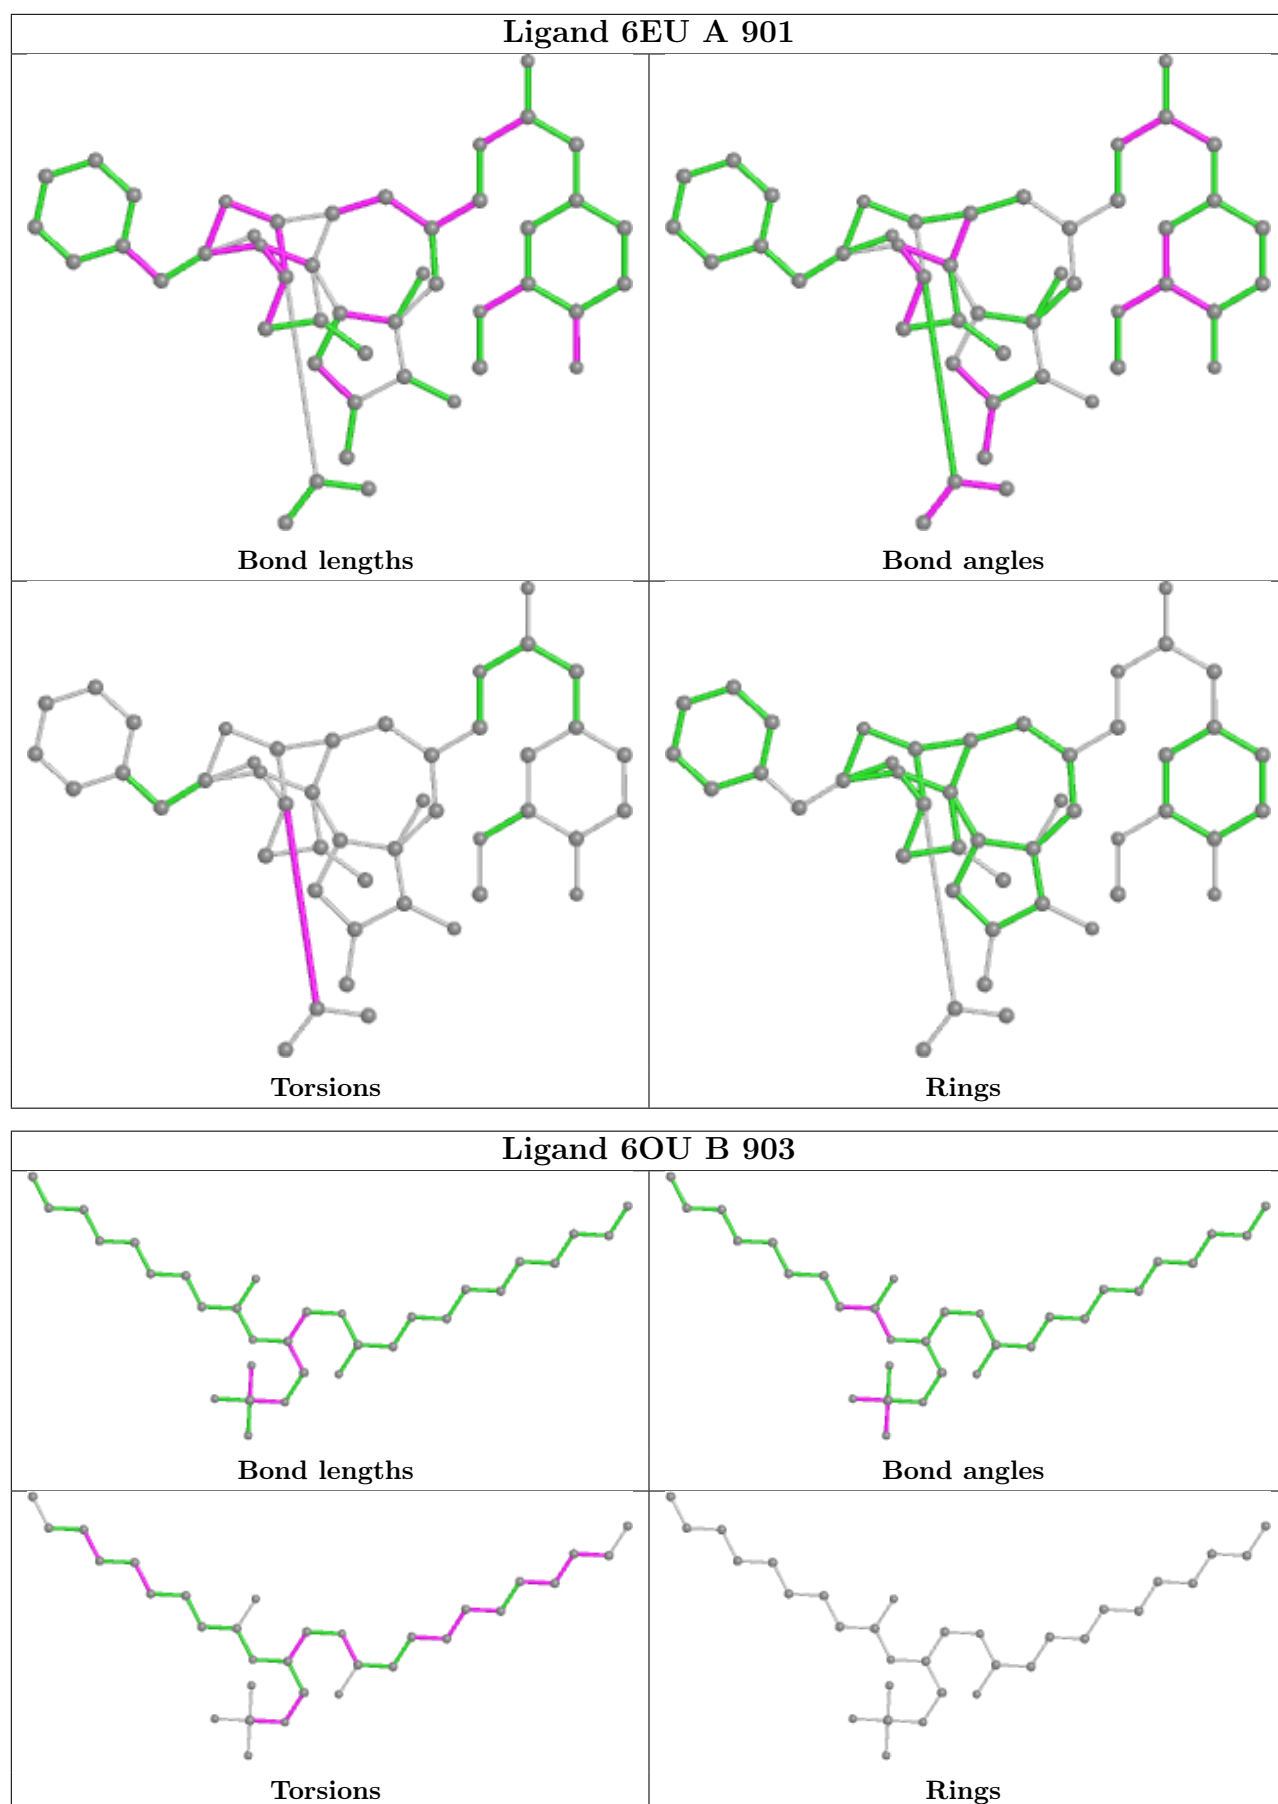 Ligand 6EU A 901
Bond lengths
Bond angles
Torsions
Rings
Ligand 6OU B 903
Bond lengths
Bond angles
Torsions
Rings